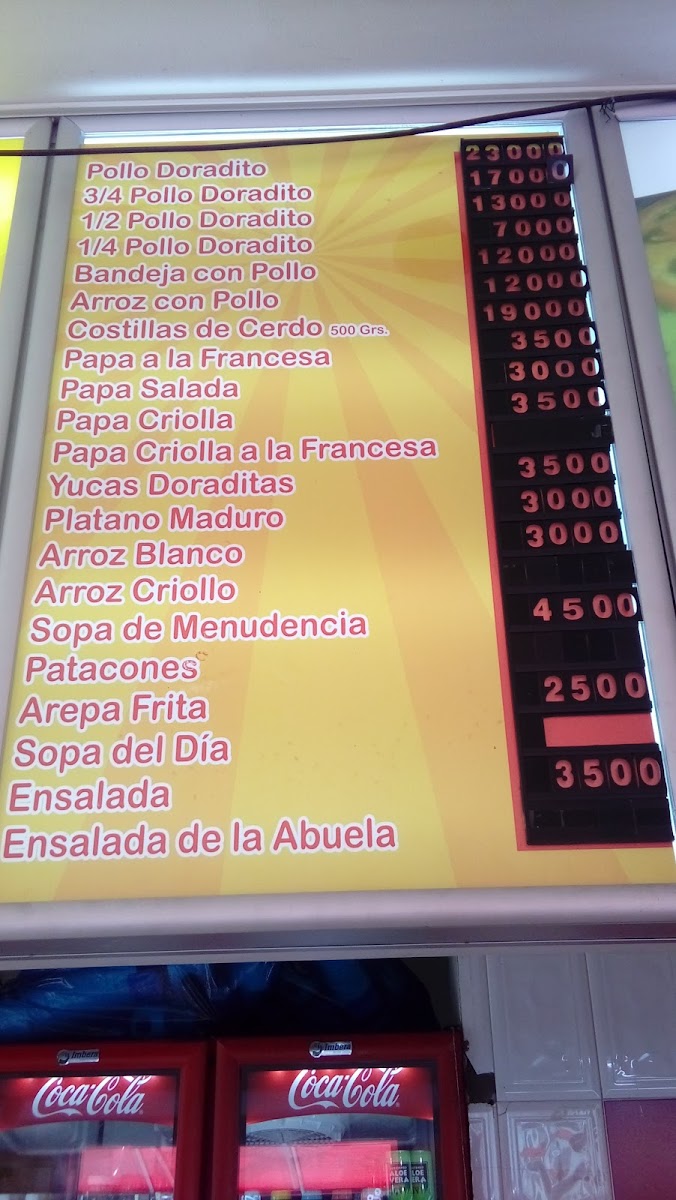 Pollo Doradito 23000
3/4 Pollo Doradito 17000
1/2 Pollo Doradito 13000
1/4 Pollo Doradito 7000
Bandeja con Pollo 12000
Arroz con Pollo 12000
Costillas de Cerdo 500 Grs. 19000
Papa a la Francesa 3500
Papa Salada 3000
Papa Criolla 3500
Papa Criolla a la Francesa
Yucas Doraditas 3500
Platano Maduro 3000
Arroz Blanco 3000
Arroz Criollo
Sopa de Menudencia 4500
Patacones
Arepa Frita 2500
Sopa del Día
Ensalada 3500
Ensalada de la Abuela
Imbera Imbera
Coca-Cola Coca-Cola
ALOE VERA